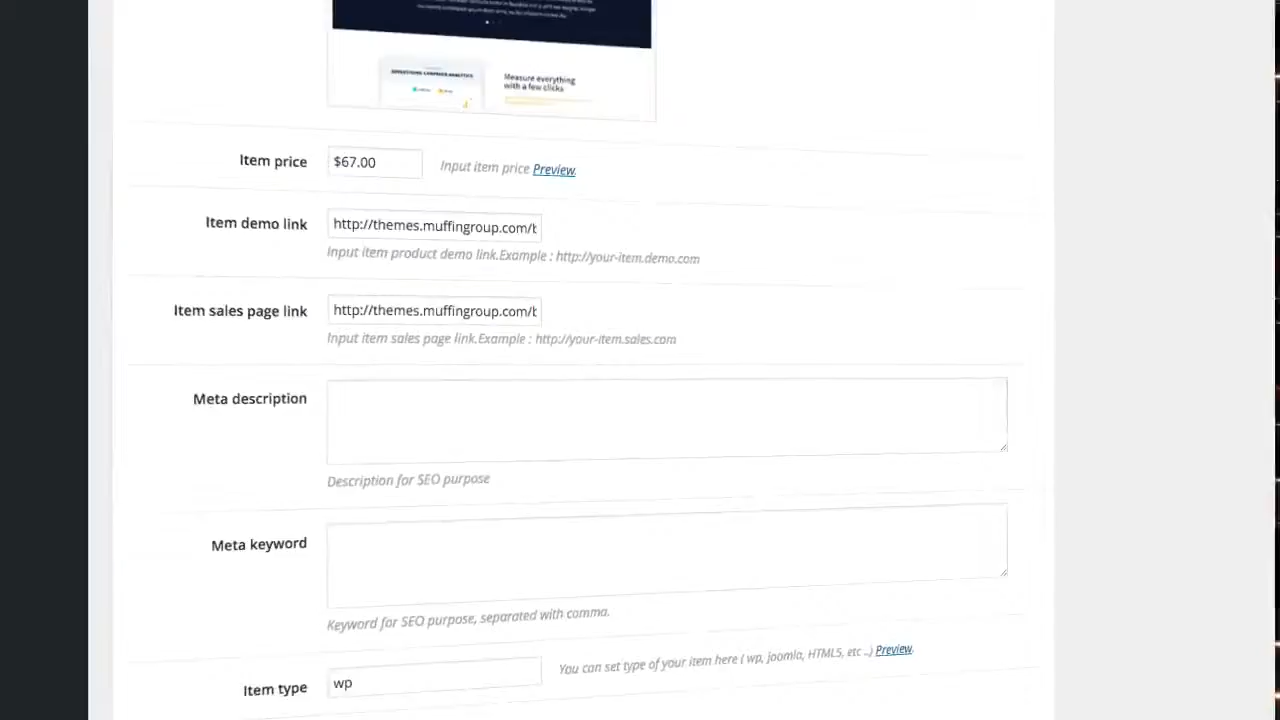 ADVERTISING CAMPAIGN ANALYTICS
Measure everything
with a few clicks
Item price
$67.00
Input item price Preview.
Item demo link
http://themes.muffingroup.com/t
Input item product demo link.Example : http://your-item.demo.com
Item sales page link
http://themes.muffingroup.com/t
Input item sales page link.Example : http://your-item.sales.com
Meta description
Description for SEO purpose
Meta keyword
Keyword for SEO purpose, separated with comma.
Item type
wp
You can set type of your item here ( wp, joomla, HTML5, etc ..) Preview.